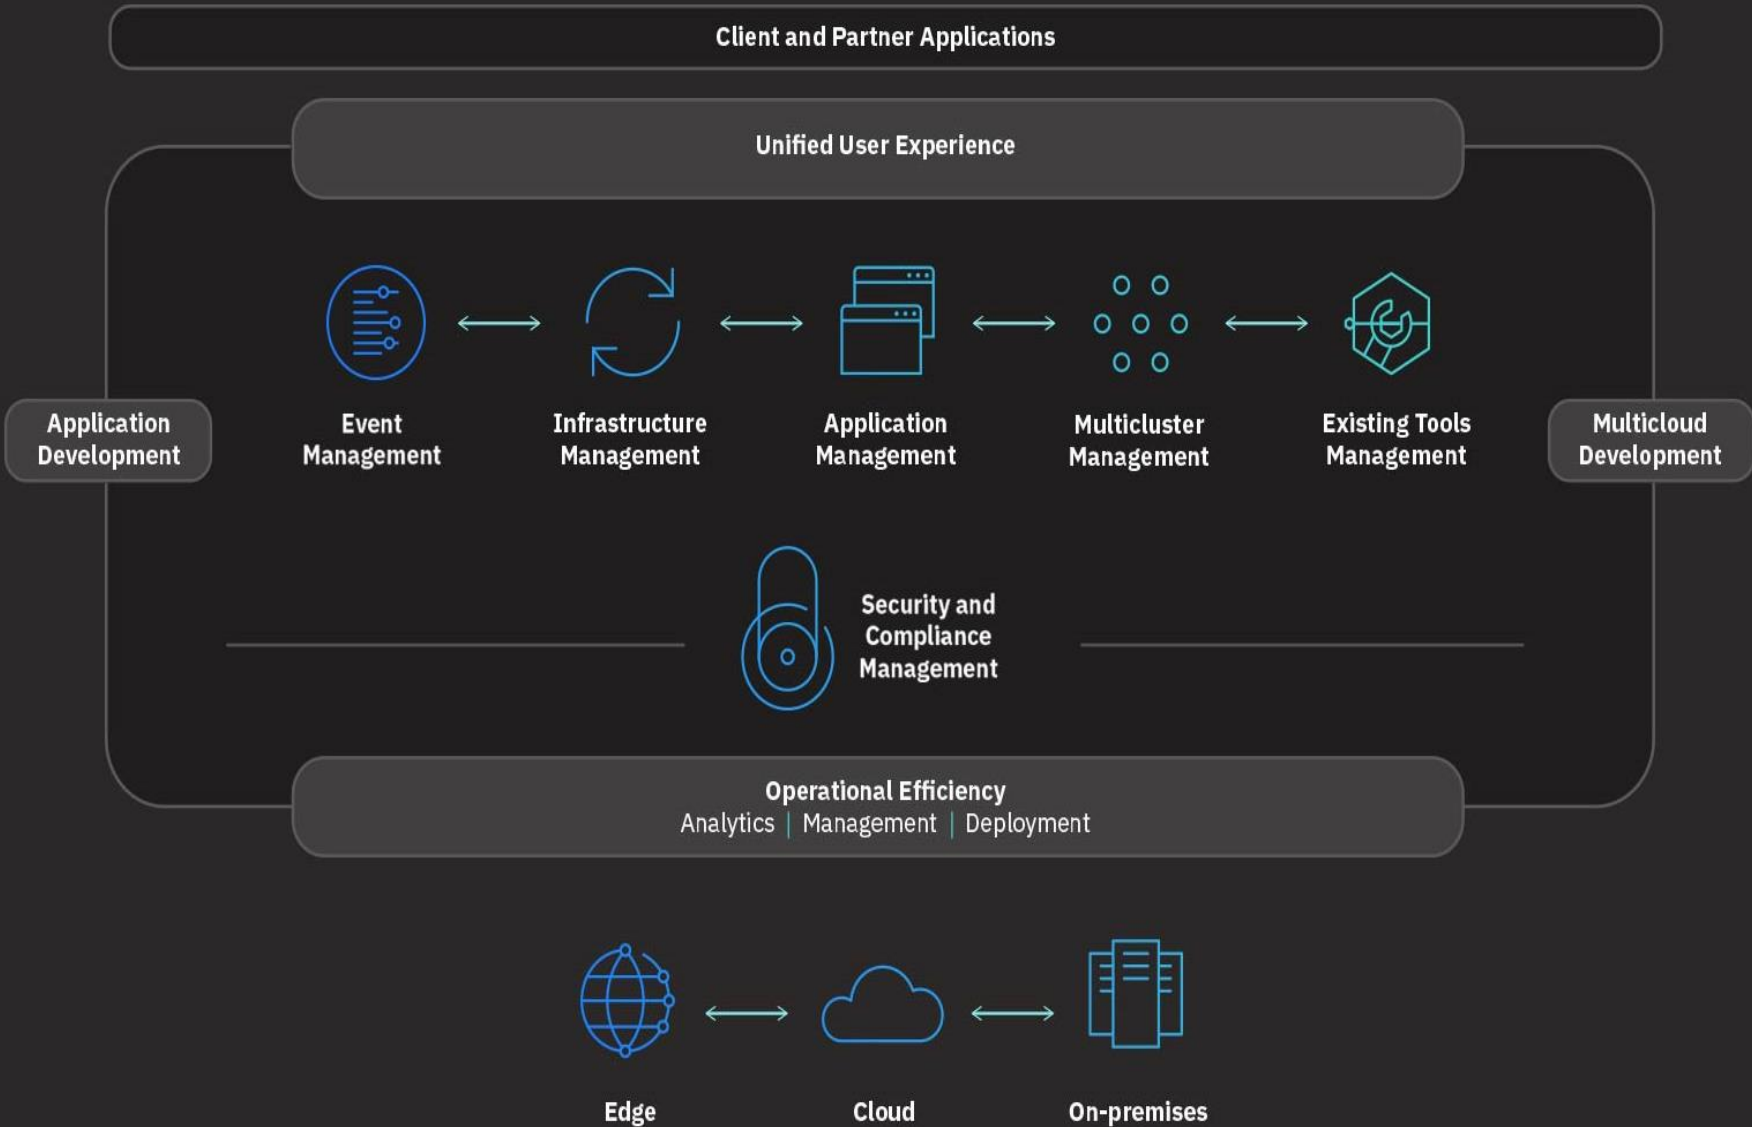 Client and Partner Applications
Unified User Experience
Application
Development
Event
Management
Infrastructure
Management
Application
Management
Multicluster
Management
Existing Tools
Management
Multicloud
Development
Security and
Compliance
Management
Operational Efficiency
Analytics | Management | Deployment
Edge
Cloud
On-premises